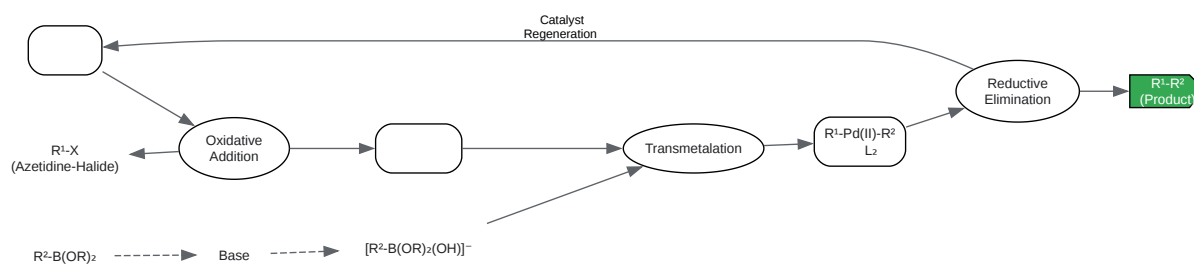 Catalyst
Regeneration
Reductive
Elimination
R¹-R²
(Product)
R¹-X
(Azetidine-Halide)
Oxidative
Addition
Transmetalation
R¹-Pd(II)-R²
L₂
R²-B(OR)₂
Base
[R²-B(OR)₂(OH)]⁻